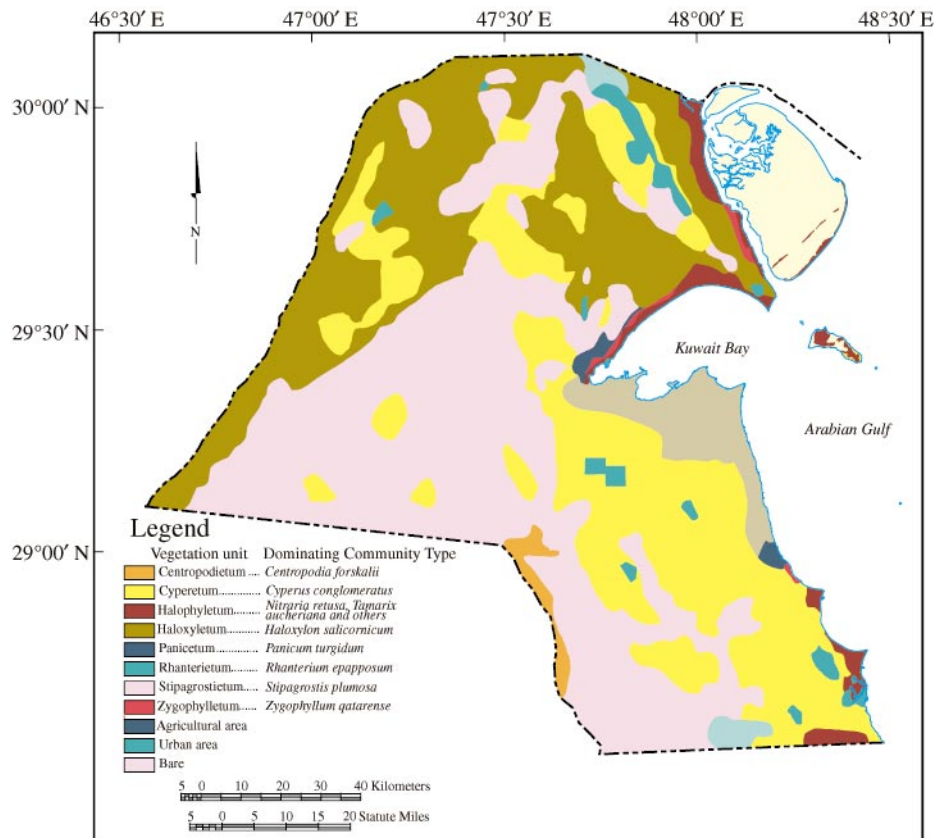 46°30′ E 47°00′ E 47°30′ E 48°00′ E 48°30′ E
30°00′ N
N
29°30′ N
Kuwait Bay
Arabian Gulf
29°00′ N
Legend
Vegetation unit Dominating Community Type
Centropodietum .... Centropodia forskalii
Cyperetum .............. Cyperus conglomeratus
Halophyletum ........ Nitraria retusa, Tamarix
aucheriana and others
Haloxyletum ........... Haloxylon salicornicum
Panicetum .............. Panicum turgidum
Rhanterietum ......... Rhanterium epapposum
Stipagrostietum ..... Stipagrostis plumosa
Zygophylletum ....... Zygophyllum qatarense
Agricultural area
Urban area
Bare
5 0 10 20 30 40 Kilometers
5 0 5 10 15 20 Statute Miles